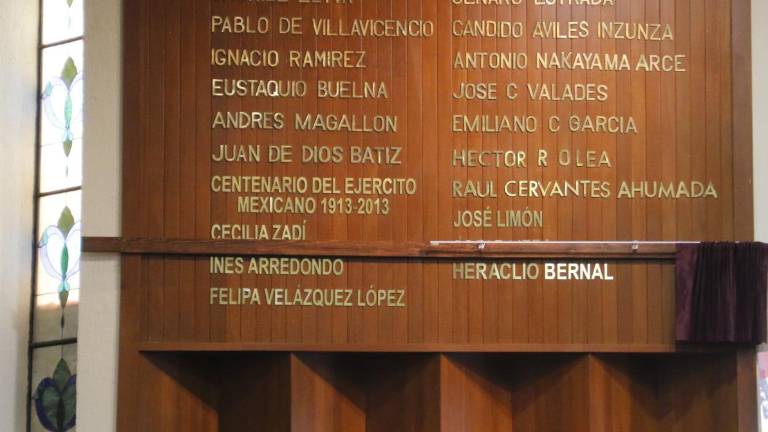 PABLO DE VILLAVICENCIO
IGNACIO RAMIREZ
EUSTAQUIO BUELNA
ANDRES MAGALLON
JUAN DE DIOS BATIZ
CENTENARIO DEL EJERCITO
MEXICANO 1913-2013
CECILIA ZADÍ
INES ARREDONDO
FELIPA VELÁZQUEZ LÓPEZ
GENARO ESTRADA
CANDIDO AVILES INZUNZA
ANTONIO NAKAYAMA ARCE
JOSE C VALADES
EMILIANO C GARCIA
HECTOR R OLEA
RAUL CERVANTES AHUMADA
JOSÉ LIMÓN
HERACLIO BERNAL